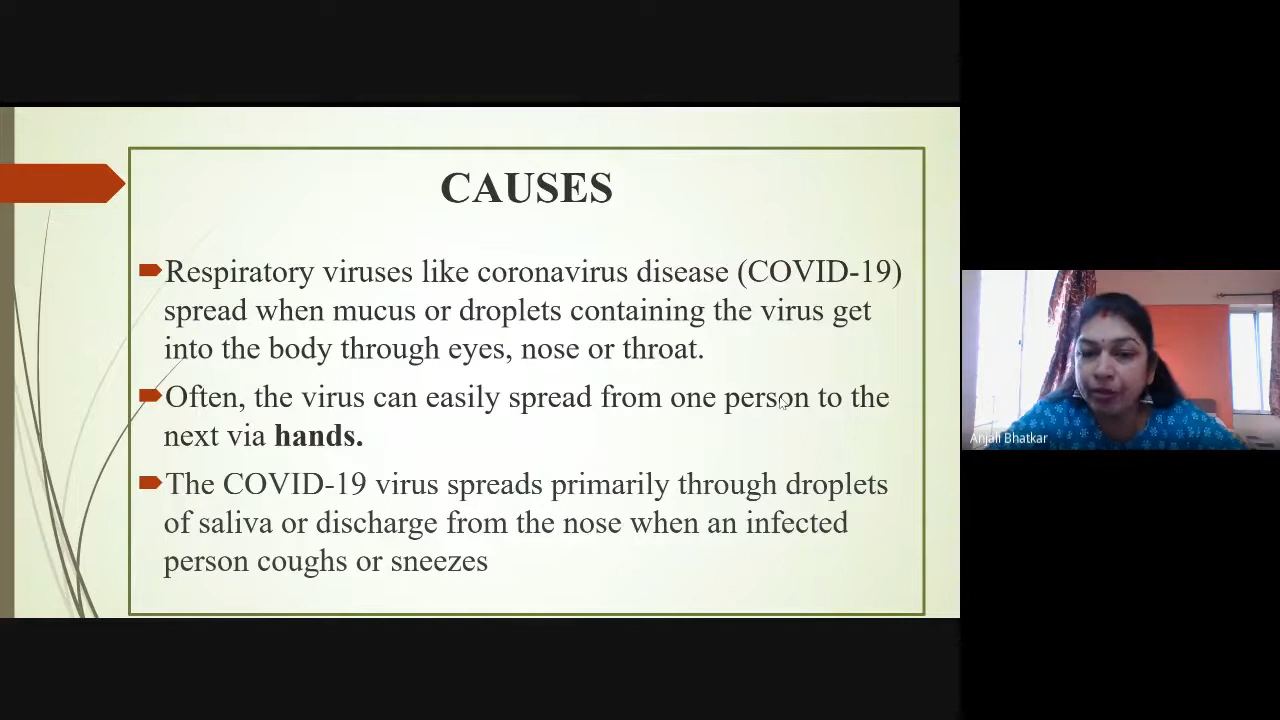 CAUSES
Respiratory viruses like coronavirus disease (COVID-19)
spread when mucus or droplets containing the virus get
into the body through eyes, nose or throat.
Often, the virus can easily spread from one person to the
next via hands.
The COVID-19 virus spreads primarily through droplets
of saliva or discharge from the nose when an infected
person coughs or sneezes
Anjali Bhatkar